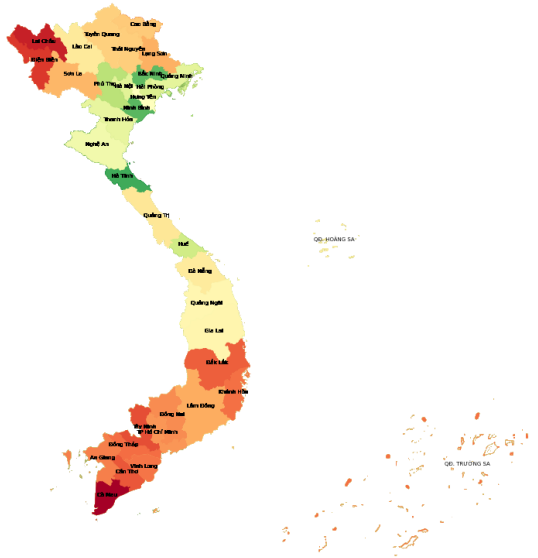 Cao Bằng
Tuyên Quang
Lai Châu
Lào Cai
Thái Nguyên
Lạng Sơn
Điện Biên
Sơn La
Phú Thọ
Hà Nội
Bắc Ninh
Quảng Ninh
Hải Phòng
Hưng Yên
Ninh Bình
Thanh Hóa
Nghệ An
Hà Tĩnh
Quảng Trị
Huế
Đà Nẵng
Quảng Ngãi
Gia Lai
Đắk Lắk
Khánh Hòa
Lâm Đồng
Đồng Nai
Tây Ninh
TP Hồ Chí Minh
Đồng Tháp
An Giang
Vĩnh Long
Cần Thơ
Cà Mau
QĐ. HOÀNG SA
QĐ. TRƯỜNG SA